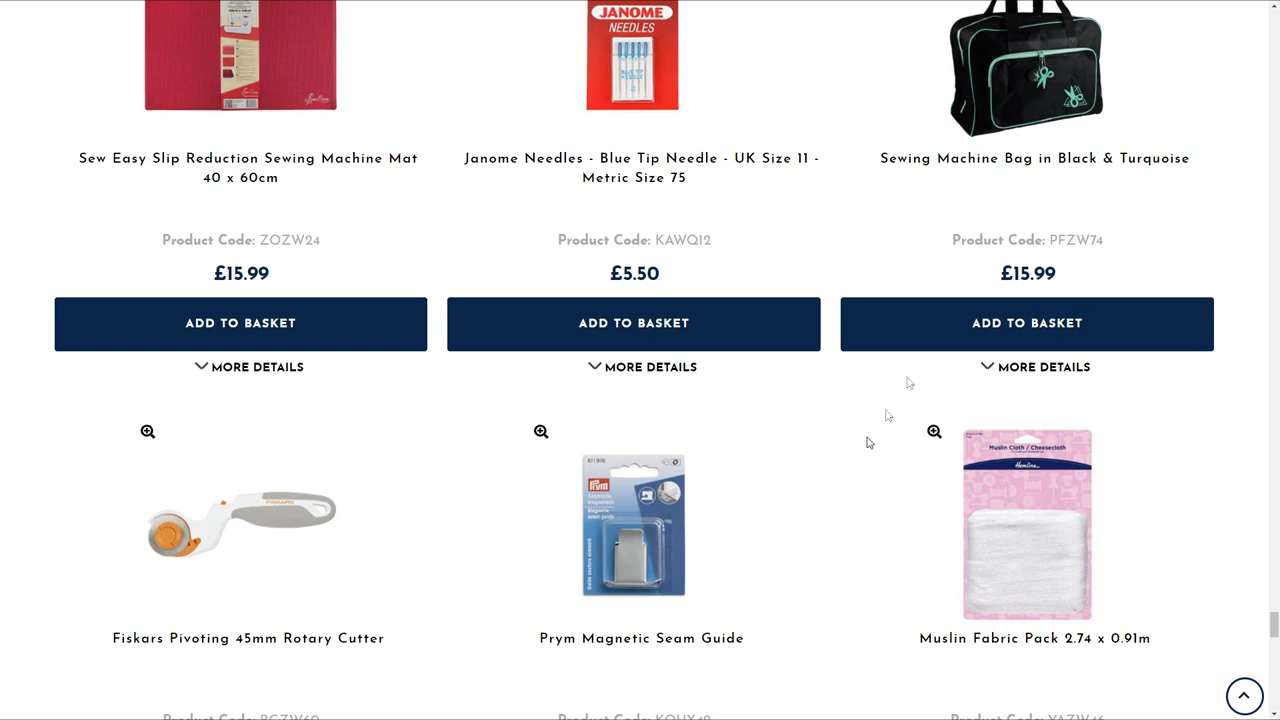 JANOME
NEEDLES
BLUE TIP
Sew Easy Slip Reduction Sewing Machine Mat
40 x 60cm
Janome Needles - Blue Tip Needle - UK Size 11 -
Metric Size 75
Sewing Machine Bag in Black & Turquoise
Product Code: ZOZW24
Product Code: KAWQ12
Product Code: PFZW74
£15.99
£5.50
£15.99
ADD TO BASKET
ADD TO BASKET
ADD TO BASKET
MORE DETAILS
MORE DETAILS
MORE DETAILS
FISKARS
Prym
Muslin Cloth / Cheesecloth
Hemline
Fiskars Pivoting 45mm Rotary Cutter
Prym Magnetic Seam Guide
Muslin Fabric Pack 2.74 x 0.91m